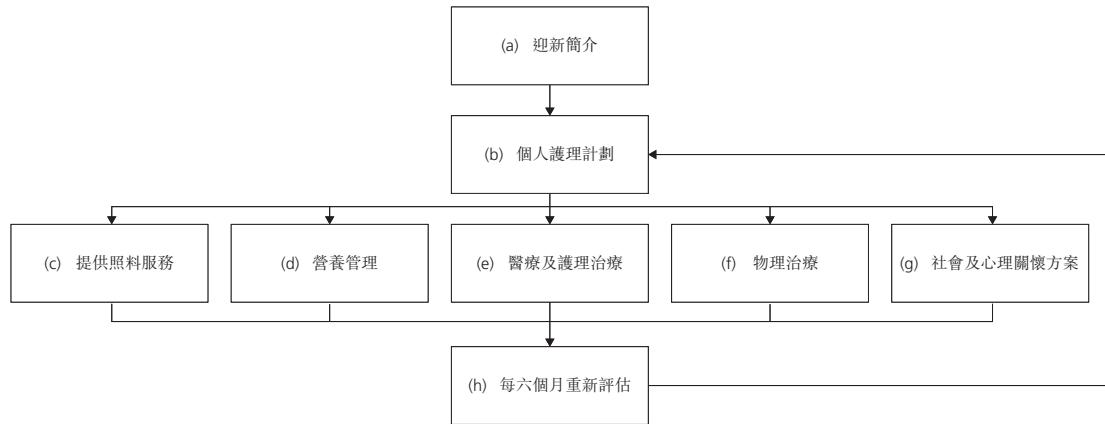 (a) 迎新簡介
(b) 個人護理計劃
(c) 提供照料服務
(d) 營養管理
(e) 醫療及護理治療
(f) 物理治療
(g) 社會及心理關懷方案
(h) 每六個月重新評估